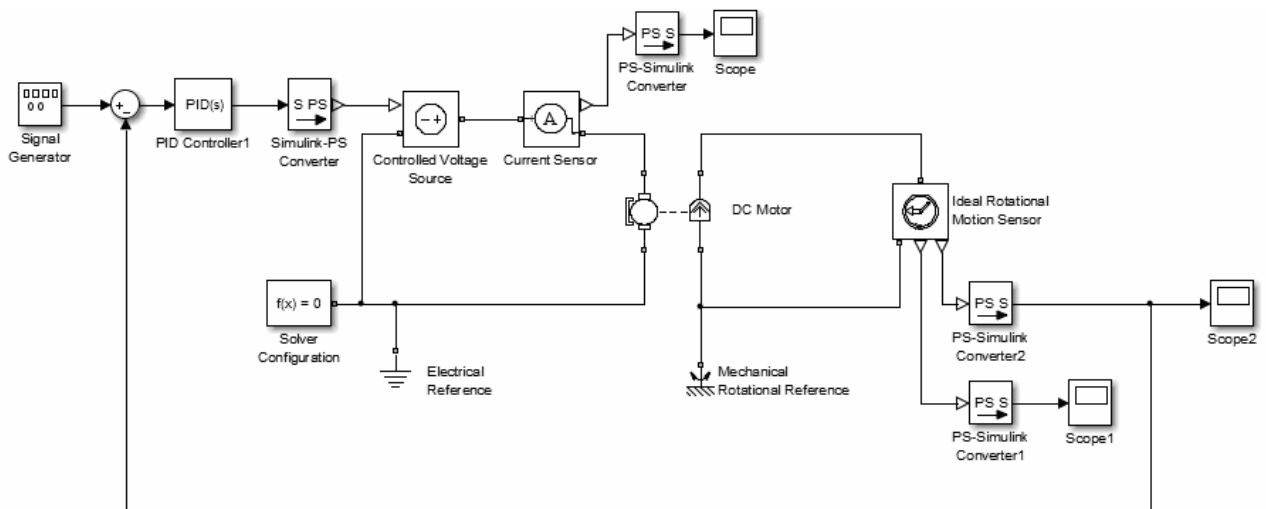 PS S
PS-Simulink
Converter
Scope
Signal
Generator
+
-
PID(s)
PID Controller1
S PS
Simulink-PS
Converter
- +
Controlled Voltage
Source
A
Current Sensor
DC Motor
Ideal Rotational
Motion Sensor
f(x) = 0
Solver
Configuration
Electrical
Reference
Mechanical
Rotational Reference
PS S
PS-Simulink
Converter2
Scope2
PS S
PS-Simulink
Converter1
Scope1